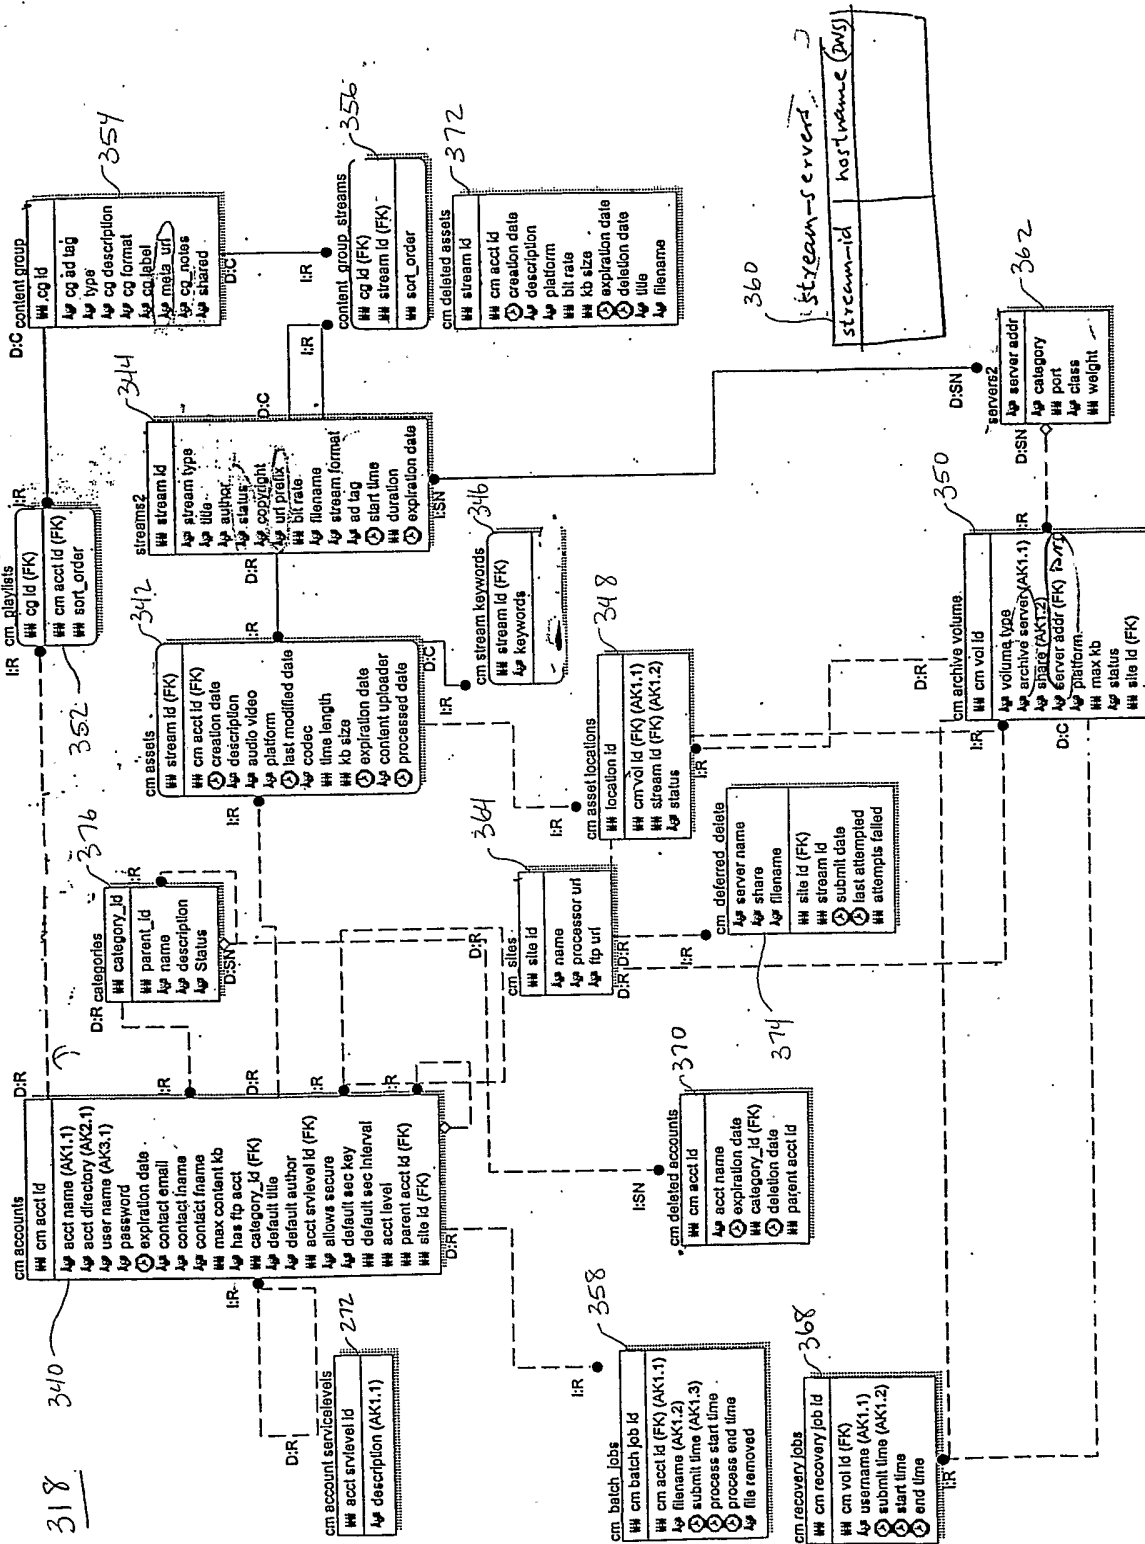 318
340
cm accounts
cm acct id
acct name (AK1.1)
acct directory (AK2.1)
user name (AK3.1)
password
expiration date
contact email
contact lname
contact fname
max content kb
has ftp acct
category_id (FK)
default title
default author
acct srvlevel id (FK)
allows secure
default sec key
default sec interval
acct level
parent acct id (FK)
site id (FK)
D:R
I:R
D:R
I:R
I:R
I:R
D:R
D:R
cm account servicelevels
272
acct srvlevel id
description (AK1.1)
358
I:R
cm batch jobs
cm batch job id
cm acct id (FK) (AK1.1)
filename (AK1.2)
submit time (AK1.3)
process start time
process end time
file removed
368
cm recovery jobs
cm recovery job id
cm vol id (FK)
username (AK1.1)
submit time (AK1.2)
start time
end time
I:R
376
D:R categories
category_id
parent_id
name
description
Status
I:R
D:SN
370
I:SN
cm deleted accounts
cm acct id
acct name
expiration date
category_id (FK)
deletion date
parent acct id
352
I:R
cm_playlists
cg id (FK)
cm acct id (FK)
sort_order
I:R
342
cm assets
stream id (FK)
cm acct id (FK)
creation date
description
audio video
platform
last modified date
codec
time length
kb size
expiration date
content uploader
processed date
I:R
I:R
D:C
364
D:R
cm_sites
site id
name
processor url
ftp url
D:R D:R
D:R
374
I:R
cm_deferred_delete
server name
share
filename
site id (FK)
stream id
submit date
last attempted
attempts failed
348
I:R
cm asset locations
location id
cm vol id (FK) (AK1.1)
stream id (FK) (AK1.2)
status
I:R
346
I:R
cm stream keywords
stream id (FK)
keywords
344
streams2
stream id
stream type
title
author
status
copyright
url prefix
bit rate
filename
stream format
ad tag
start time
duration
expiration date
D:R
D:C
I:SN
354
D:C content group
cg id
cg ad tag
type
cg description
cg format
cg label
meta_url
cg_notes
shared
D:C
356
I:R
I:R
content_group_streams
cg id (FK)
stream id (FK)
sort_order
372
cm deleted assets
stream id
cm acct id
creation date
description
platform
bit rate
kb size
expiration date
deletion date
title
filename
360
stream-servers
stream-id
hostname (DNS)
362
D:SN
servers2
server addr
category
port
class
weight
D:SN
350
D:R
I:R
I:R
cm archive volume
cm vol id
volume type
archive server (AK1.1)
share (AK1.2)
server addr (FK) DNS
platform
max kb
status
site id (FK)
D:C